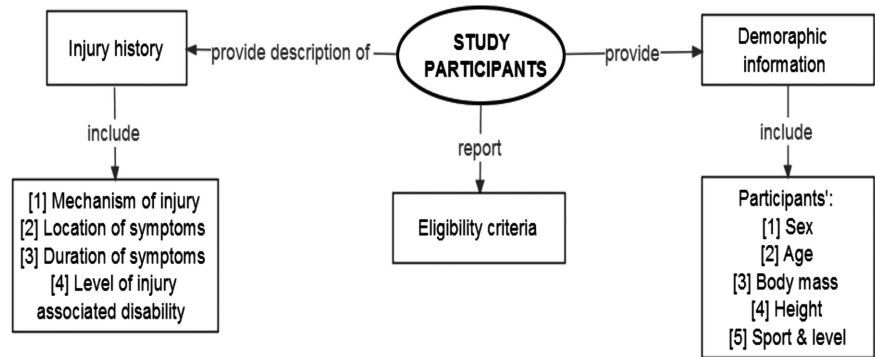 Injury history
provide description of
STUDY
PARTICIPANTS
provide
Demoraphic
information
include
report
include
[1] Mechanism of injury
[2] Location of symptoms
[3] Duration of symptoms
[4] Level of injury
associated disability
Eligibility criteria
Participants':
[1] Sex
[2] Age
[3] Body mass
[4] Height
[5] Sport & level